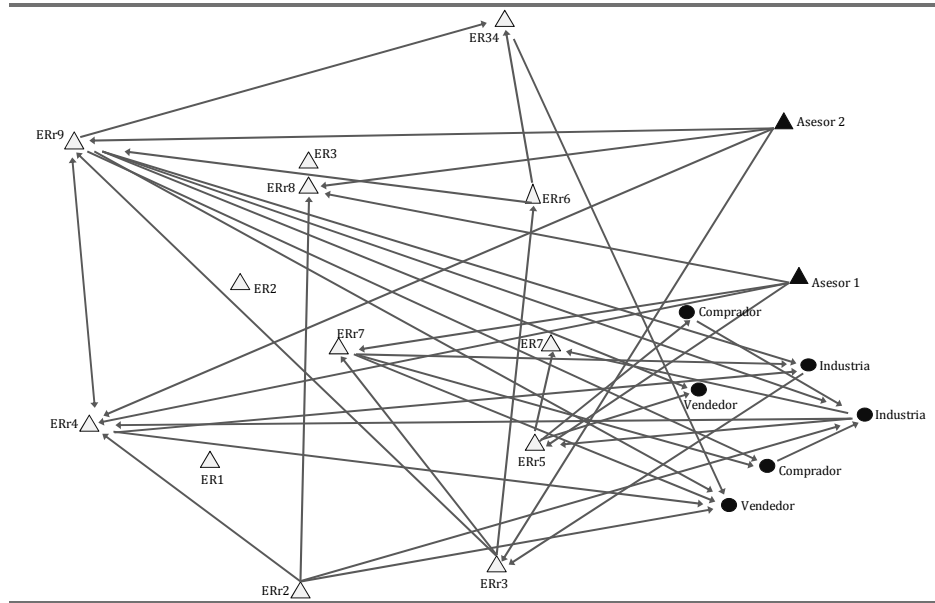 ER34
Asesor 2
ERr9
ER3
ERr8
ERr6
Asesor 1
ER2
Comprador
ERr7
ER7
Industria
Vendedor
Industria
ERr4
ERr5
Comprador
ER1
Vendedor
ERr3
ERr2